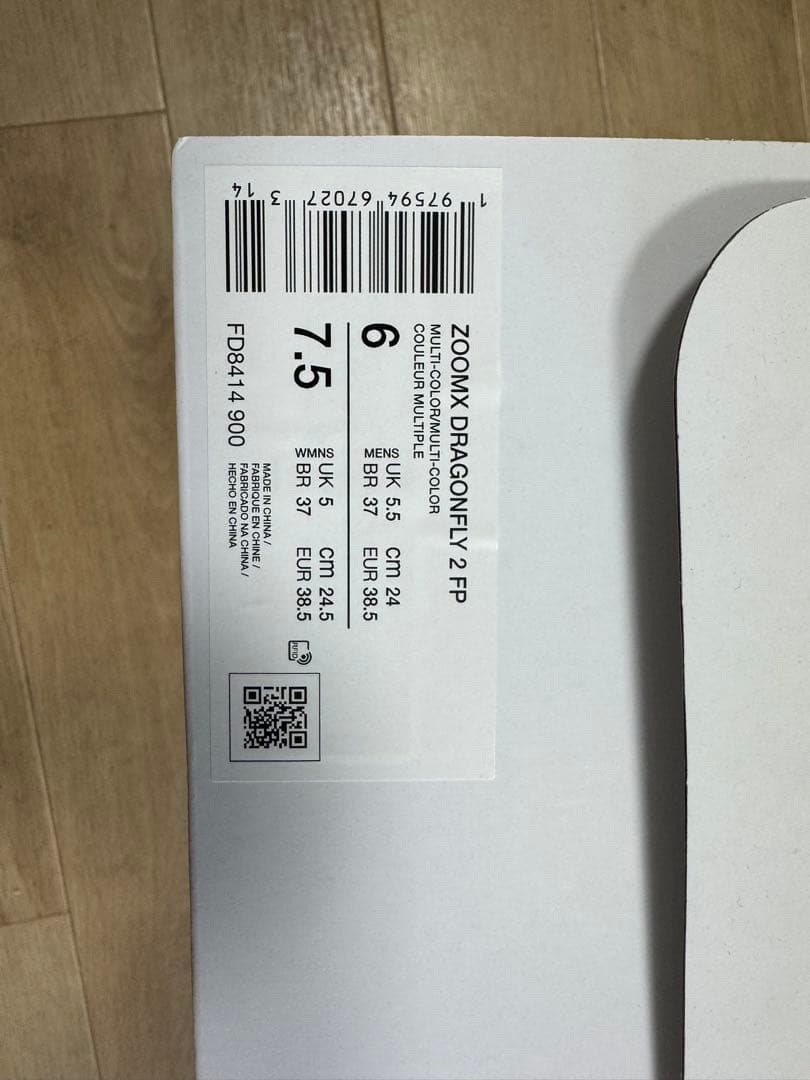 ZOOMX DRAGONFLY 2 FP
MULTI-COLOR/MULTI-COLOR
COULEUR MULTIPLE
6 MENS UK 5.5 cm 24
BR 37 EUR 38.5
7.5 WMNS UK 5 cm 24.5
BR 37 EUR 38.5
FD8414 900
MADE IN CHINA /
FABRIQUE EN CHINE /
FABRICADO NA CHINA /
HECHO EN CHINA
RFID
1 97594 67027 3 14